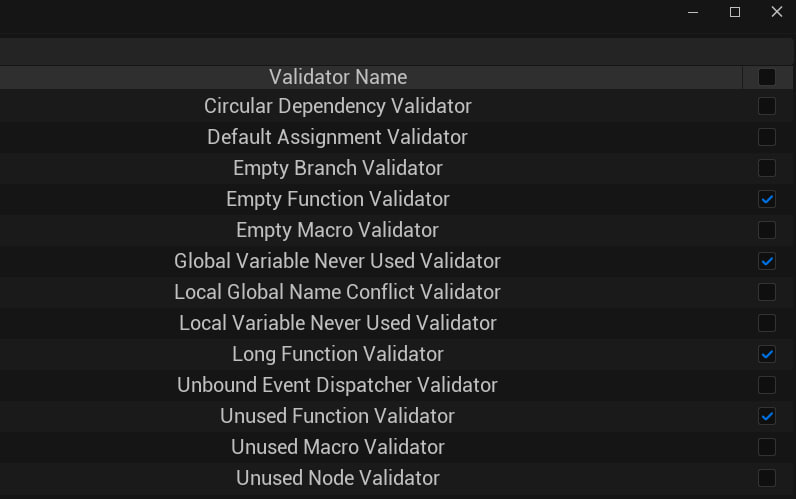 Validator Name
Circular Dependency Validator
Default Assignment Validator
Empty Branch Validator
Empty Function Validator
Empty Macro Validator
Global Variable Never Used Validator
Local Global Name Conflict Validator
Local Variable Never Used Validator
Long Function Validator
Unbound Event Dispatcher Validator
Unused Function Validator
Unused Macro Validator
Unused Node Validator